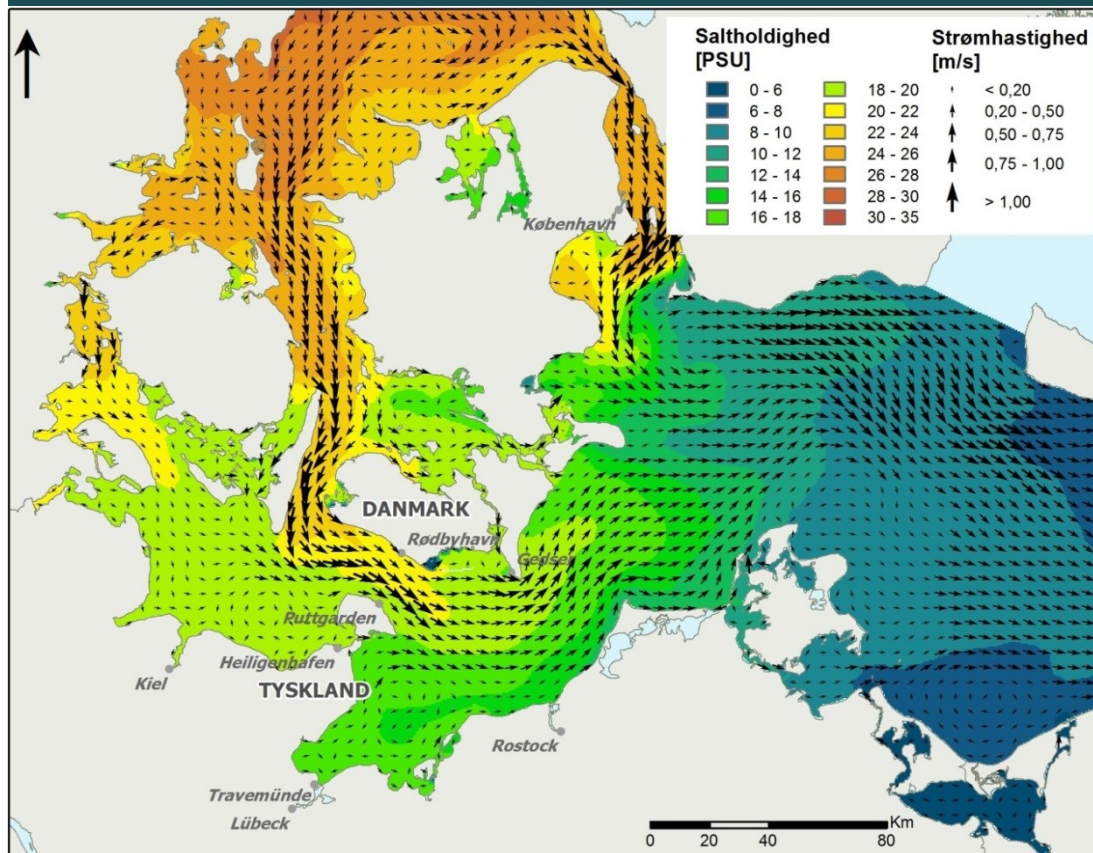 Saltholdighed
[PSU]
0 - 6
6 - 8
8 - 10
10 - 12
12 - 14
14 - 16
16 - 18
18 - 20
20 - 22
22 - 24
24 - 26
26 - 28
28 - 30
30 - 35
Strømhastighed
[m/s]
< 0,20
0,20 - 0,50
0,50 - 0,75
0,75 - 1,00
> 1,00
København
DANMARK
Rødbyhavn
Gedser
Puttgarden
Heiligenhafen
Kiel
TYSKLAND
Rostock
Travemünde
Lübeck
Km
0 20 40 80